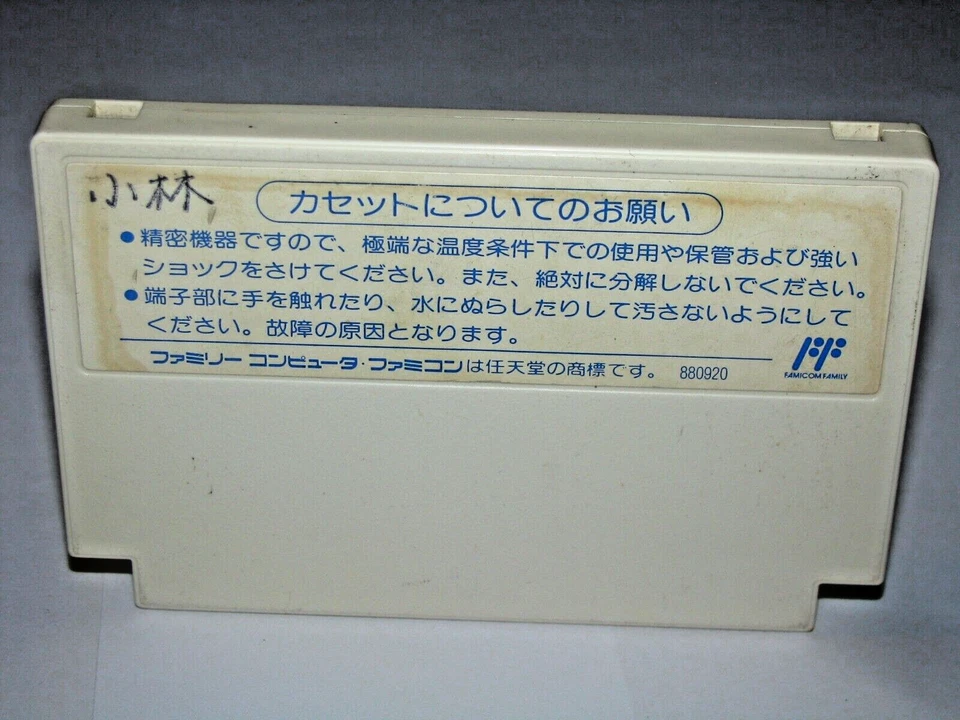 小林
カセットについてのお願い
●精密機器ですので、極端な温度条件下での使用や保管および強い
ショックをさけてください。また、絶対に分解しないでください。
●端子部に手を触れたり、水にぬらしたりして汚さないようにして
ください。故障の原因となります。
ファミリー コンピュータ・ファミコンは任天堂の商標です。 880920
FF
FAMICOM FAMILY